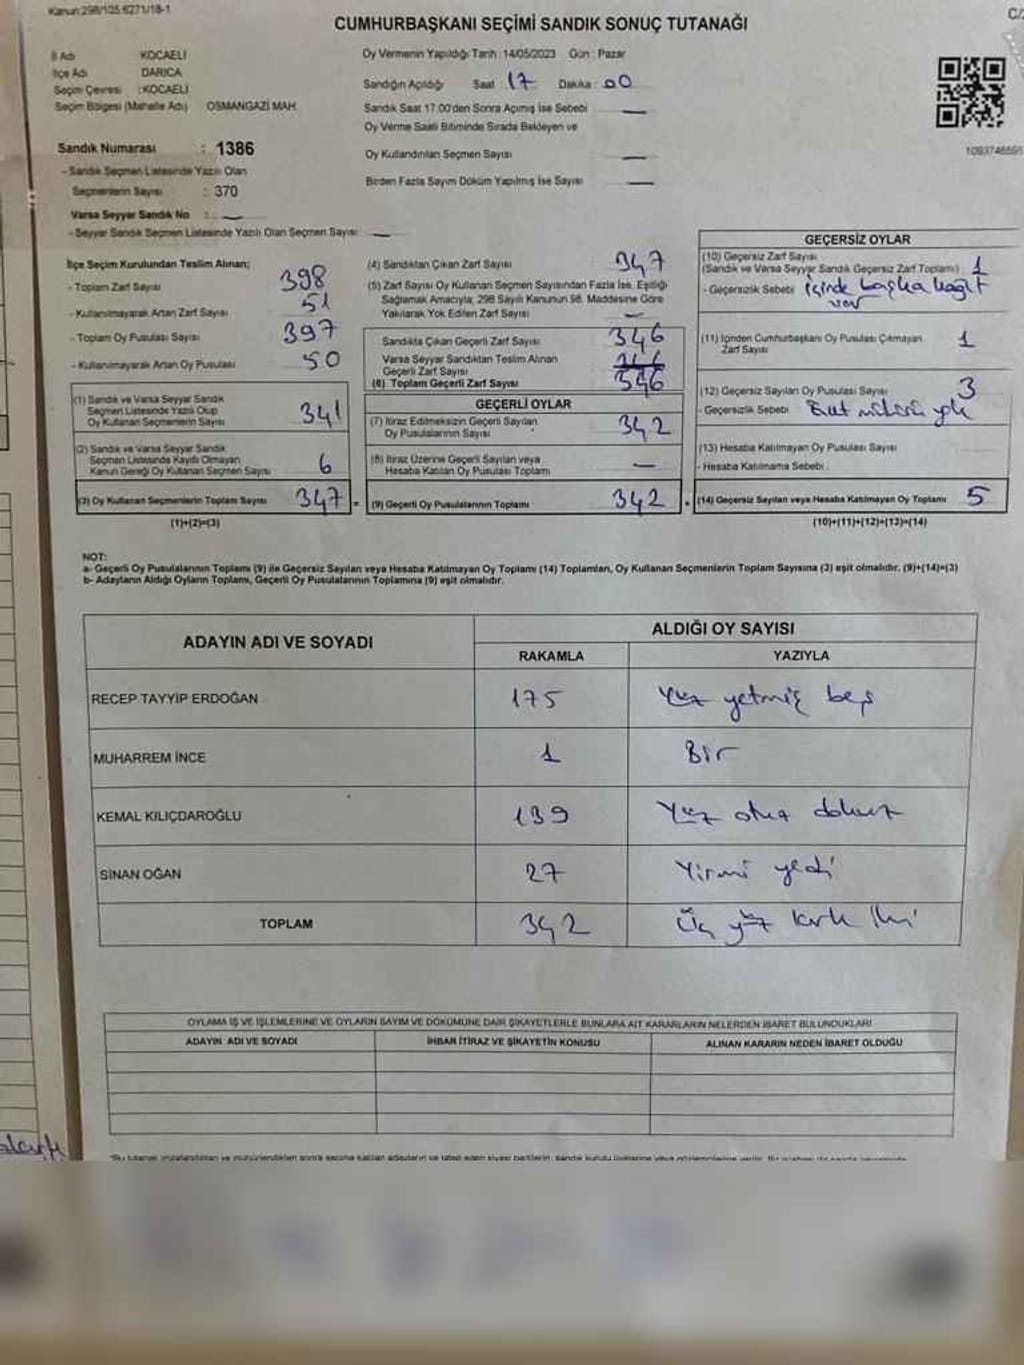 Kanun:298/105.6271/18-1
C/
CUMHURBAŞKANI SEÇİMİ SANDIK SONUÇ TUTANAĞI
İl Adı KOCAELİ
İlçe Adı DARICA
Seçim Çevresi : KOCAELİ
Seçim Bölgesi (Mahalle Adı) OSMANGAZİ MAH
Sandık Numarası : 1386
- Sandık Seçmen Listesinde Yazılı Olan
Seçmenlerin Sayısı : 370
Varsa Seyyar Sandık No : —
- Seyyar Sandık Seçmen Listesinde Yazılı Olan Seçmen Sayısı —
Oy Vermenin Yapıldığı Tarih : 14/05/2023 Gün : Pazar
Sandığın Açıldığı Saat : 17 Dakika : 00
Sandık Saat 17.00'den Sonra Açımış İse Sebebi —
Oy Verme Saati Bitiminde Sırada Bekleyen ve
Oy Kullandırılan Seçmen Sayısı —
Birden Fazla Sayım Döküm Yapılmış İse Sayısı —
İlçe Seçim Kurulundan Teslim Alınan;
- Toplam Zarf Sayısı 398
- Kullanılmayarak Artan Zarf Sayısı 51
- Toplam Oy Pusulası Sayısı 397
- Kullanılmayarak Artan Oy Pusulası 50
(1) Sandık ve Varsa Seyyar Sandık
Seçmen Listesinde Yazılı Olup
Oy Kullanan Seçmenlerin Sayısı 341
(2) Sandık ve Varsa Seyyar Sandık
Seçmen Listesinde Kayıtlı Olmayan
Kanun Gereği Oy Kullanan Seçmen Sayısı 6
(3) Oy Kullanan Seçmenlerin Toplam Sayısı 347 =
(1)+(2)=(3)
(4) Sandıktan Çıkan Zarf Sayısı 347
(5) Zarf Sayısı Oy Kullanan Seçmen Sayısından Fazla İse, Eşitliği
Sağlamak Amacıyla; 298 Sayılı Kanunun 98. Maddesine Göre
Yakılarak Yok Edilen Zarf Sayısı —
Sandıkta Çıkan Geçerli Zarf Sayısı 346
Varsa Seyyar Sandıktan Teslim Alınan
Geçerli Zarf Sayısı
(6) Toplam Geçerli Zarf Sayısı 346
GEÇERLİ OYLAR
(7) İtiraz Edilmeksizin Geçerli Sayılan
Oy Pusulalarının Sayısı 342
(8) İtiraz Üzerine Geçerli Sayılan veya
Hesaba Katılan Oy Pusulası Toplamı —
(9) Geçerli Oy Pusulalarının Toplamı 342
GEÇERSİZ OYLAR
(10) Geçersiz Zarf Sayısı
(Sandık ve Varsa Seyyar Sandık Geçersiz Zarf Toplamı) 1
- Geçersizlik Sebebi içinde başka kağıt
var
(11) İçinden Cumhurbaşkanı Oy Pusulası Çıkmayan
Zarf Sayısı 1
(12) Geçersiz Sayılan Oy Pusulası Sayısı 3
- Geçersizlik Sebebi mührü yok
(13) Hesaba Katılmayan Oy Pusulası Sayısı
- Hesaba Katılmama Sebebi :
(14) Geçersiz Sayılan veya Hesaba Katılmayan Oy Toplamı 5
(10)+(11)+(12)+(13)=(14)
NOT:
a- Geçerli Oy Pusulalarının Toplamı (9) ile Geçersiz Sayılan veya Hesaba Katılmayan Oy Toplamı (14) Toplamları, Oy Kullanan Seçmenlerin Toplam Sayısına (3) eşit olmalıdır. (9)+(14)=(3)
b- Adayların Aldığı Oyların Toplamı, Geçerli Oy Pusulalarının Toplamına (9) eşit olmalıdır.
ADAYIN ADI VE SOYADI ALDIĞI OY SAYISI
RAKAMLA YAZIYLA
RECEP TAYYİP ERDOĞAN 175 Yüz yetmiş beş
MUHARREM İNCE 1 Bir
KEMAL KILIÇDAROĞLU 139 Yüz otuz dokuz
SİNAN OĞAN 27 Yirmi yedi
TOPLAM 342 Üç yüz kırk iki
OYLAMA İŞ VE İŞLEMLERİNE VE OYLARIN SAYIM VE DÖKÜMÜNE DAİR ŞİKAYETLERLE BUNLARA AİT KARARLARIN NELERDEN İBARET BULUNDUKLARI
ADAYIN ADI VE SOYADI İHBAR İTİRAZ VE ŞİKAYETİN KONUSU ALINAN KARARIN NEDEN İBARET OLDUĞU